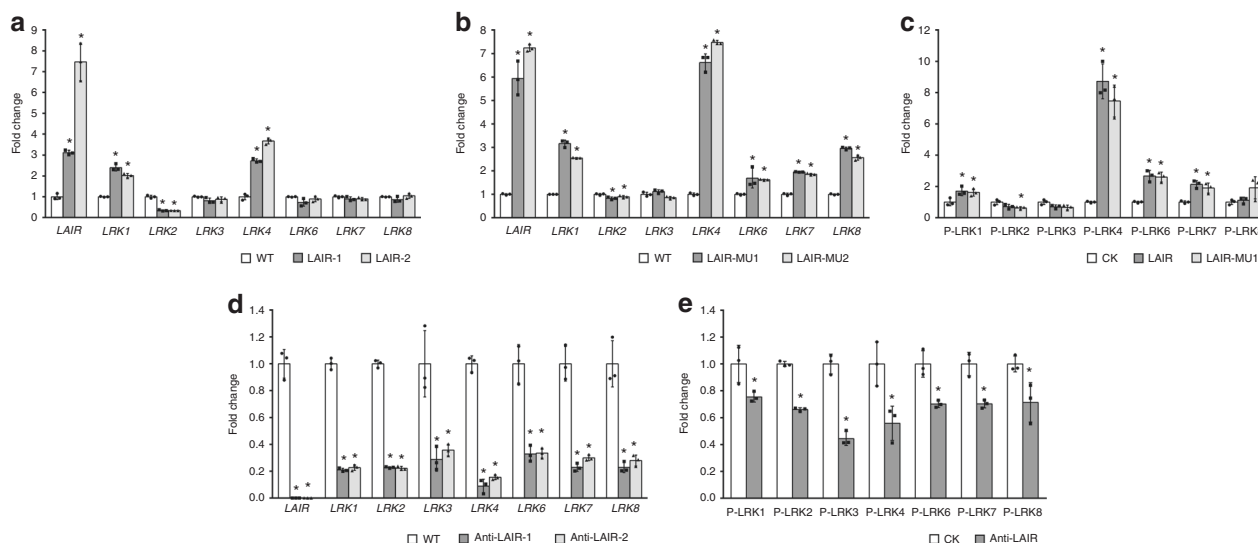 a
Fold change
9
8
7
6
5
4
3
2
1
0
* * * * * * * * *
LAIR LRK1 LRK2 LRK3 LRK4 LRK6 LRK7 LRK8
WT LAIR-1 LAIR-2
b
Fold change
8
7
6
5
4
3
2
1
0
* * * * * * * * * * * * * *
LAIR LRK1 LRK2 LRK3 LRK4 LRK6 LRK7 LRK8
WT LAIR-MU1 LAIR-MU2
c
Fold change
12
10
8
6
4
2
0
* * * * * * * * *
P-LRK1 P-LRK2 P-LRK3 P-LRK4 P-LRK6 P-LRK7 P-LRK8
CK LAIR LAIR-MU1
d
Fold change
1.4
1.2
1.0
0.8
0.6
0.4
0.2
0.0
* * * * * * * * * * * * * * * *
LAIR LRK1 LRK2 LRK3 LRK4 LRK6 LRK7 LRK8
WT Anti-LAIR-1 Anti-LAIR-2
e
Fold change
1.4
1.2
1.0
0.8
0.6
0.4
0.2
0.0
* * * * * * *
P-LRK1 P-LRK2 P-LRK3 P-LRK4 P-LRK6 P-LRK7 P-LRK8
CK Anti-LAIR